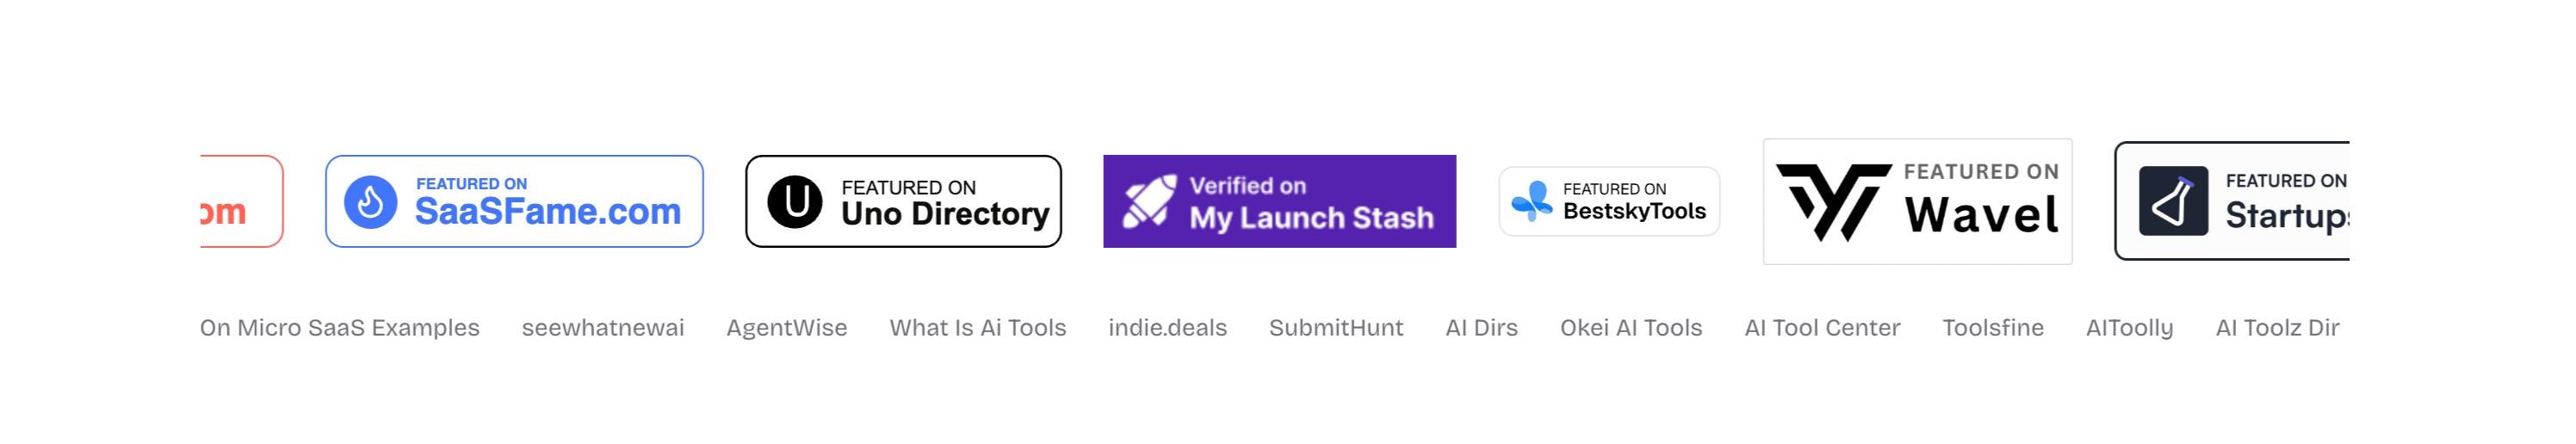 om
FEATURED ON
SaaSFame.com
FEATURED ON
Uno Directory
Verified on
My Launch Stash
FEATURED ON
BestskyTools
FEATURED ON
Wavel
FEATURED ON
Startups
On Micro SaaS Examples seewhatnewai AgentWise What Is Ai Tools indie.deals SubmitHunt AI Dirs Okei AI Tools AI Tool Center Toolsfine AIToolly AI Toolz Dir